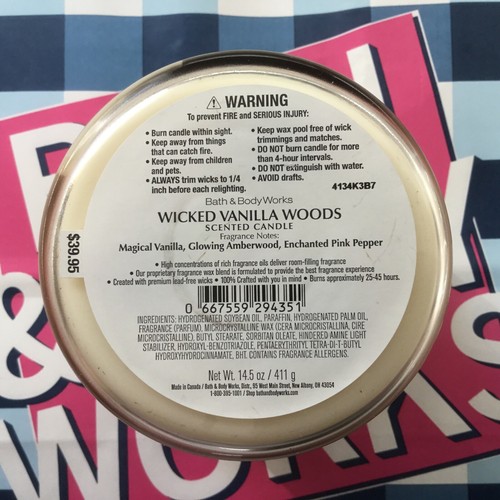 ⚠ WARNING
To prevent FIRE and SERIOUS INJURY:
• Burn candle within sight.
• Keep away from things
that can catch fire.
• Keep away from children
and pets.
• ALWAYS trim wicks to 1/4
inch before each relighting.
• Keep wax pool free of wick
trimmings and matches.
• DO NOT burn candle for more
than 4-hour intervals.
• DO NOT extinguish with water.
• AVOID drafts.
4134K3B7
Bath & Body Works
WICKED VANILLA WOODS
SCENTED CANDLE
Fragrance Notes:
Magical Vanilla, Glowing Amberwood, Enchanted Pink Pepper
• High concentrations of rich fragrance oils deliver room-filling fragrance
• Our proprietary fragrance wax blend is formulated to provide the best fragrance experience
• Created with premium lead-free wicks • 100% Crafted with you in mind • Burns approximately 25-45 hours.
$39.95
0 667559 294351
INGREDIENTS: HYDROGENATED SOYBEAN OIL, PARAFFIN, HYDROGENATED PALM OIL,
FRAGRANCE (PARFUM), MICROCRYSTALLINE WAX (CERA MICROCRISTALLINA, CIRE
MICROCRISTALLINE), BUTYL STEARATE, SORBITAN OLEATE, HINDERED AMINE LIGHT
STABILIZER, HYDROXYL-BENZOTRIAZOLE, PENTAERYTHRITYL TETRA-DI-T-BUTYL
HYDROXYHYDROCINNAMATE, BHT. CONTAINS FRAGRANCE ALLERGENS.
Net Wt. 14.5 oz / 411 g
Made in Canada / Bath & Body Works, Distr., 95 West Main Street, New Albany, OH 43054
1-800-395-1001 / Shop bathandbodyworks.com
&
WORKS